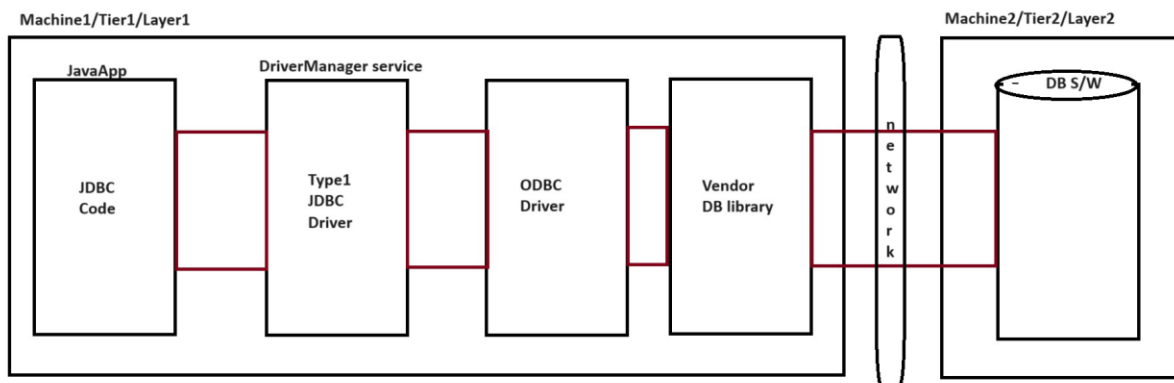 Machine1/Tier1/Layer1
Machine2/Tier2/Layer2
JavaApp
DriverManager service
JDBC
Code
Type1
JDBC
Driver
ODBC
Driver
Vendor
DB library
network
DB S/W